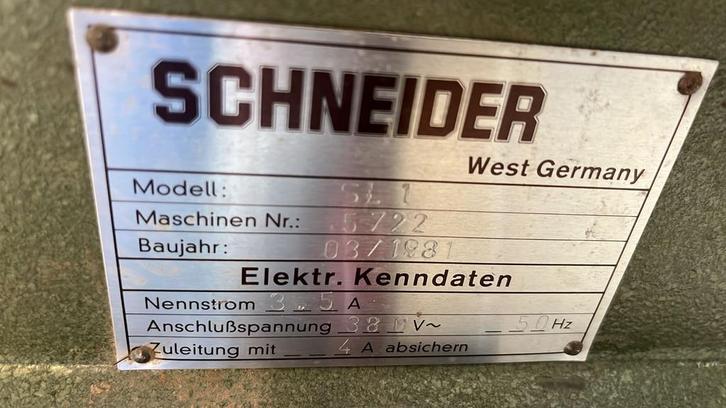 SCHNEIDER
West Germany
Modell: SL 1
Maschinen Nr.: 5722
Baujahr: 03/1981
Elektr. Kenndaten
Nennstrom 3,5 A
Anschlußspannung 380 V~ 50 Hz
Zuleitung mit 4 A absichern